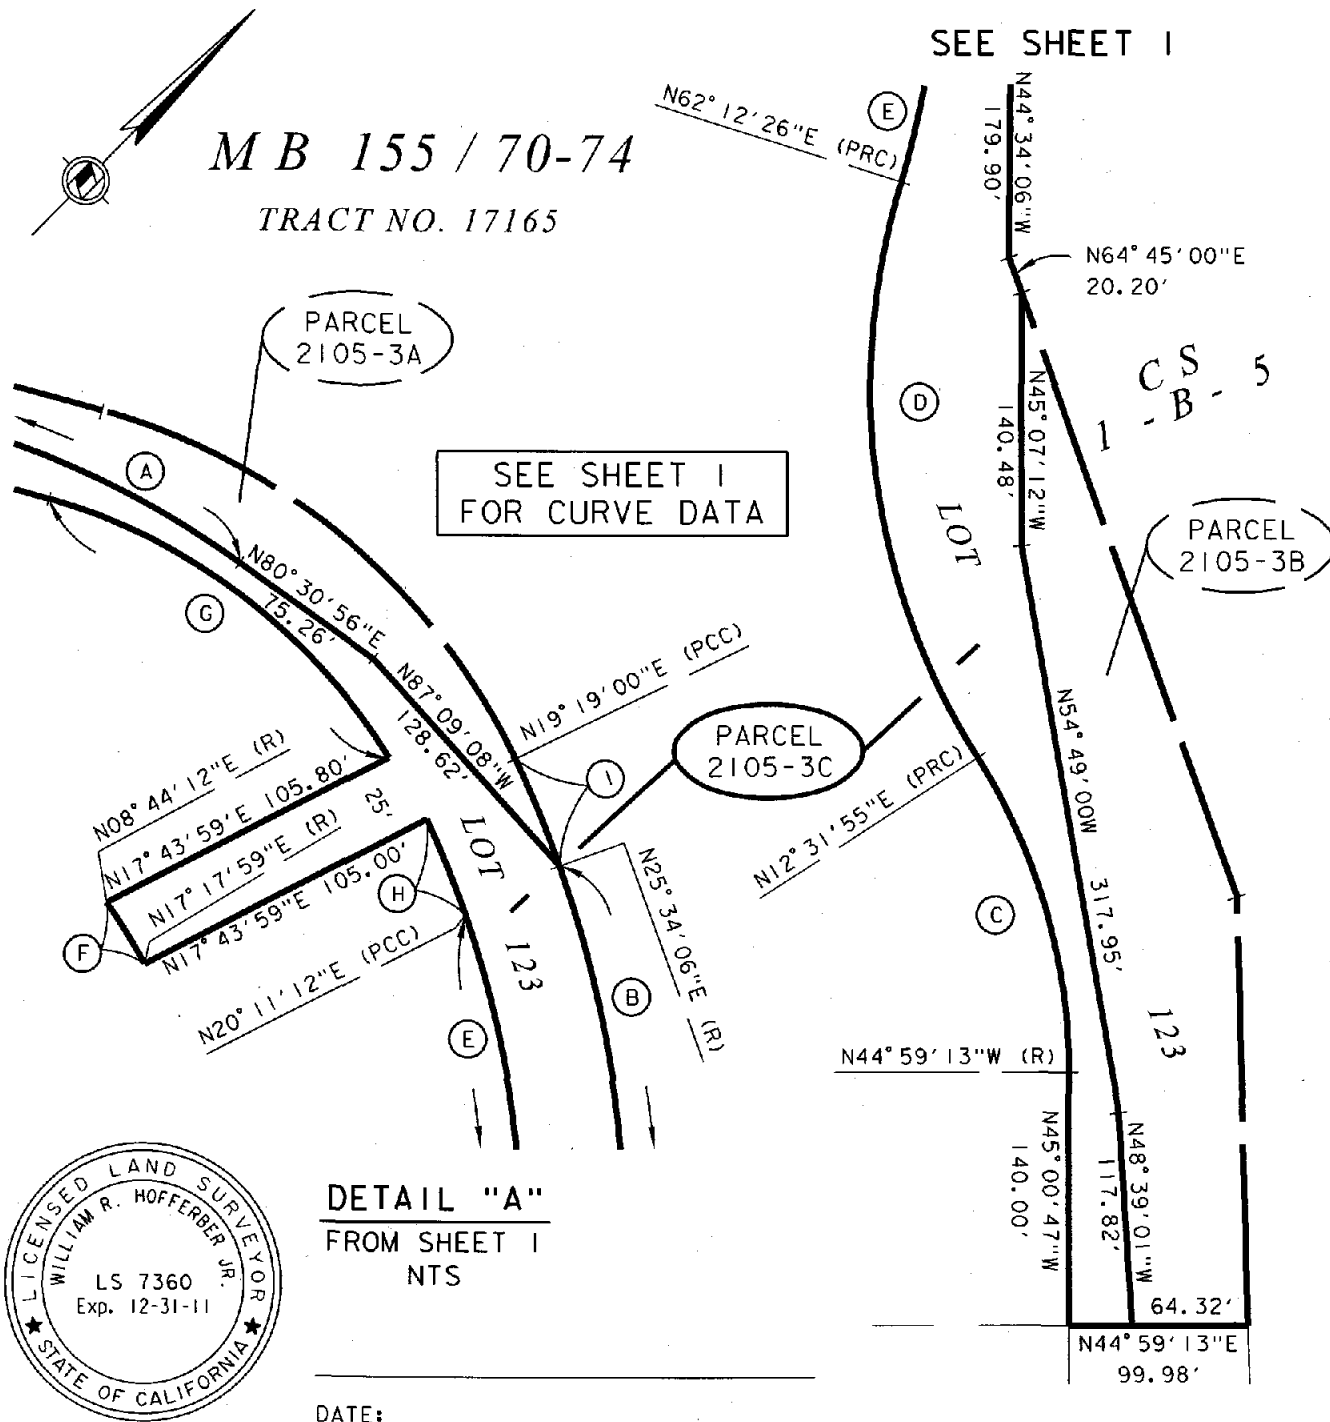 SEE SHEET 1
M B 155 / 70-74
TRACT NO. 17165
PARCEL
2105-3A
A
SEE SHEET 1
FOR CURVE DATA
G
N80°30'56"E
75.26'
N87°09'08"W
128.62'
N19°19'00"E (PCC)
I
N08°44'12"E (R)
N17°43'59"E 105.80'
N17°17'59"E (R)
25'
N17°43'59"E 105.00'
F
H
N20°11'12"E (PCC)
E
LOT
123
N25°34'06"E (R)
B
PARCEL
2105-3C
N62°12'26"E (PRC)
E
N44°34'06"W
179.90'
N64°45'00"E
20.20'
C S
1 - B - 5
D
N45°07'12"W
140.48'
LOT
PARCEL
2105-3B
N54°49'00W 317.95'
N12°31'55"E (PRC)
C
123
N44°59'13"W (R)
N45°00'47"W
140.00'
N48°39'01"W
117.82'
64.32'
N44°59'13"E
99.98'
DETAIL "A"
FROM SHEET 1
NTS
LICENSED LAND SURVEYOR
WILLIAM R. HOFFERBER JR.
LS 7360
Exp. 12-31-11
STATE OF CALIFORNIA
DATE: